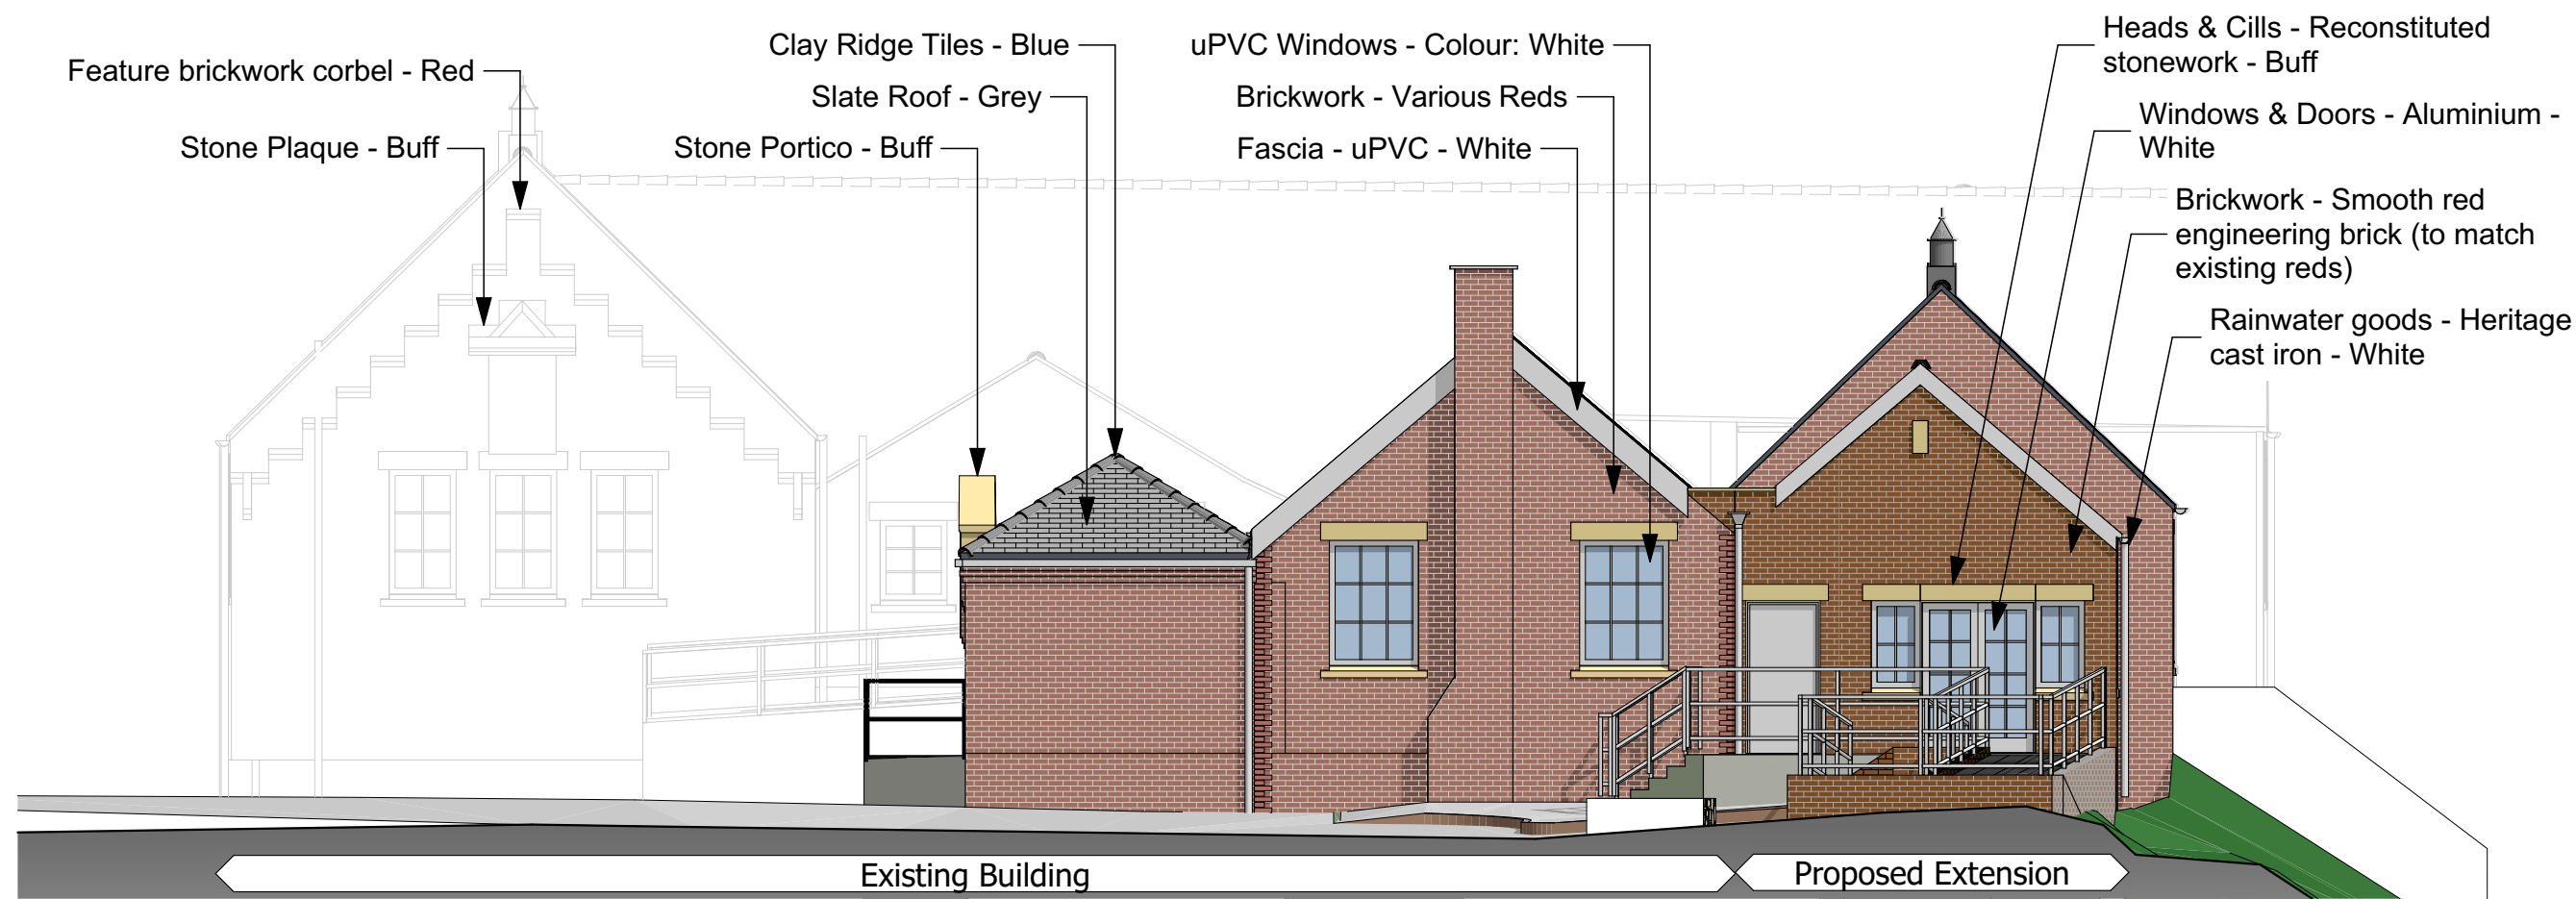 Feature brickwork corbel - Red
Stone Plaque - Buff
Clay Ridge Tiles - Blue
Slate Roof - Grey
Stone Portico - Buff
uPVC Windows - Colour: White
Brickwork - Various Reds
Fascia - uPVC - White
Heads & Cills - Reconstituted
stonework - Buff
Windows & Doors - Aluminium -
White
Brickwork - Smooth red
engineering brick (to match
existing reds)
Rainwater goods - Heritage
cast iron - White
Existing Building
Proposed Extension